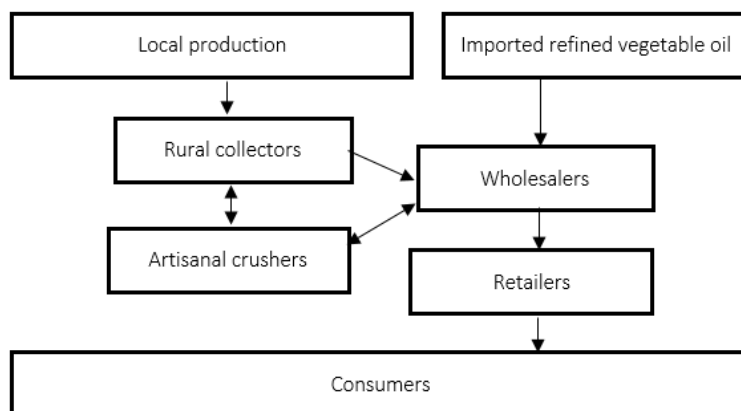 Local production
Imported refined vegetable oil
Rural collectors
Wholesalers
Artisanal crushers
Retailers
Consumers